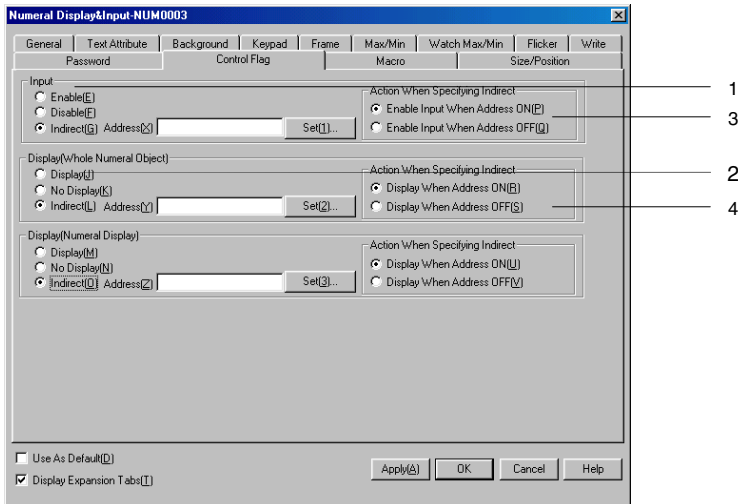 Numeral Display&Input-NUM0003
General Text Attribute Background Keypad Frame Max/Min Watch Max/Min Flicker Write
Password Control Flag Macro Size/Position
Input
Enable(E)
Disable(F)
Indirect(G) Address(X) Set(1)...
Action When Specifying Indirect
Enable Input When Address ON(P)
Enable Input When Address OFF(Q)
1
3
Display(Whole Numeral Object)
Display(J)
No Display(K)
Indirect(L) Address(Y) Set(2)...
Action When Specifying Indirect
Display When Address ON(R)
Display When Address OFF(S)
2
4
Display(Numeral Display)
Display(M)
No Display(N)
Indirect(O) Address(Z) Set(3)...
Action When Specifying Indirect
Display When Address ON(U)
Display When Address OFF(V)
Use As Default(D)
Display Expansion Tabs(T)
Apply(A) OK Cancel Help